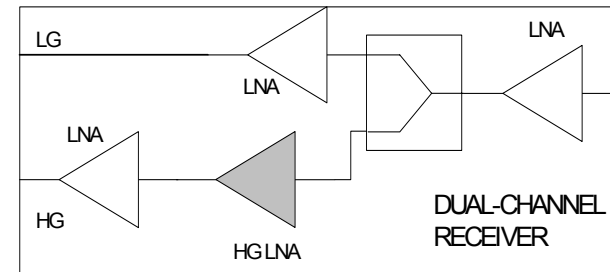 LG
LNA
LNA
LNA
HG
HG LNA
DUAL-CHANNEL
RECEIVER